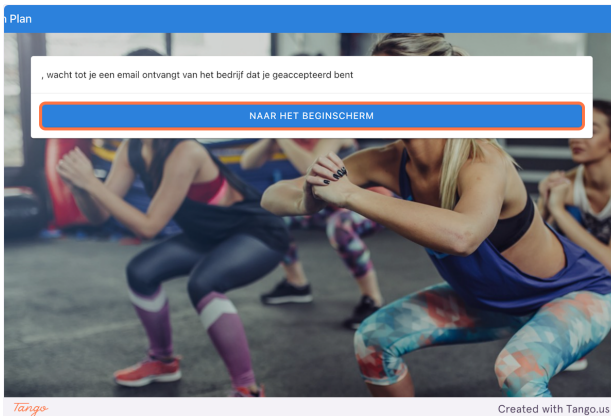 Plan
, wacht tot je een email ontvangt van het bedrijf dat je geaccepteerd bent
NAAR HET BEGINSCHERM
Tango
Created with Tango.us